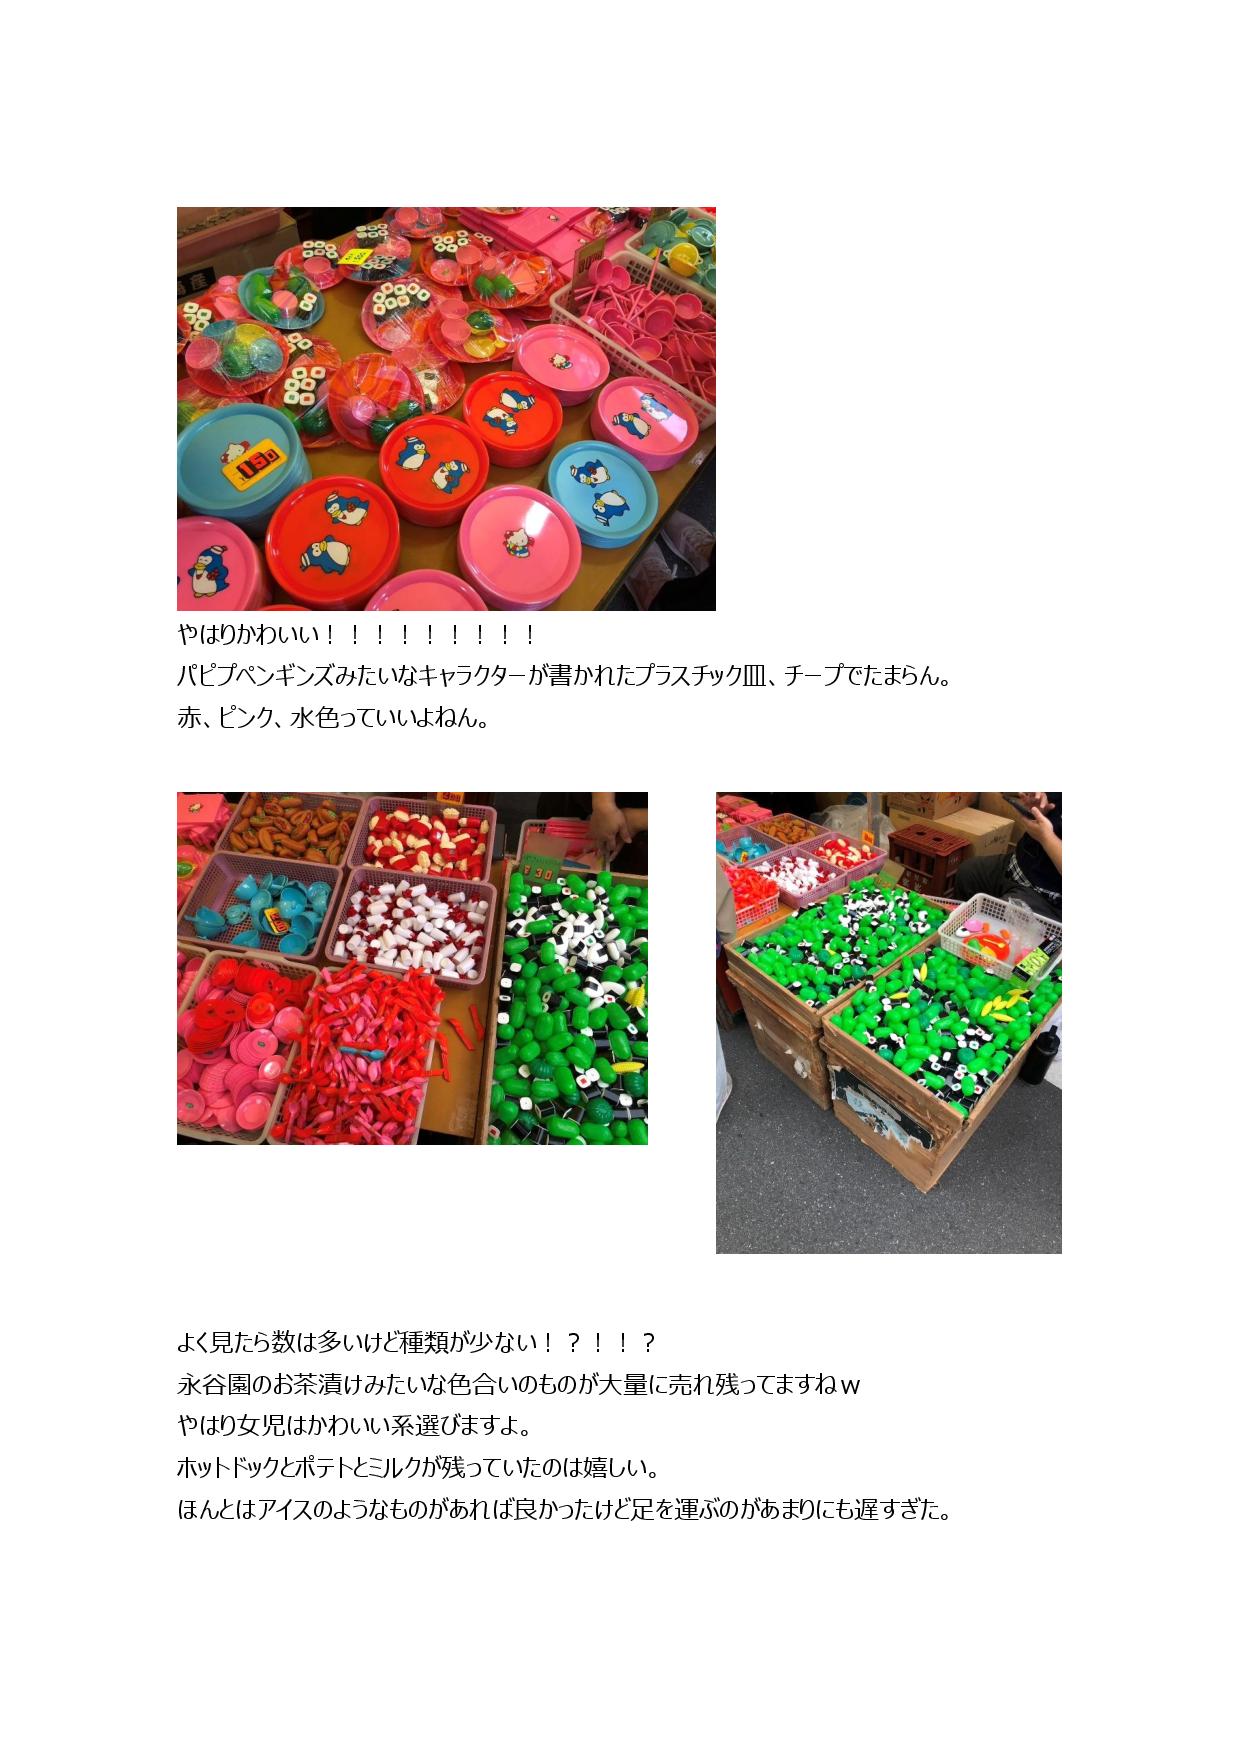 150
やはりかわいい！！！！！！！！！
パピプペンギンズみたいなキャラクターが書かれたプラスチック皿、チープでたまらん。
赤、ピンク、水色っていいよねん。
30
よく見たら数は多いけど種類が少ない！？！！？
永谷園のお茶漬けみたいな色合いのものが大量に売れ残ってますねｗ
やはり女児はかわいい系選びますよ。
ホットドックとポテトとミルクが残っていたのは嬉しい。
ほんとはアイスのようなものがあれば良かったけど足を運ぶのがあまりにも遅すぎた。